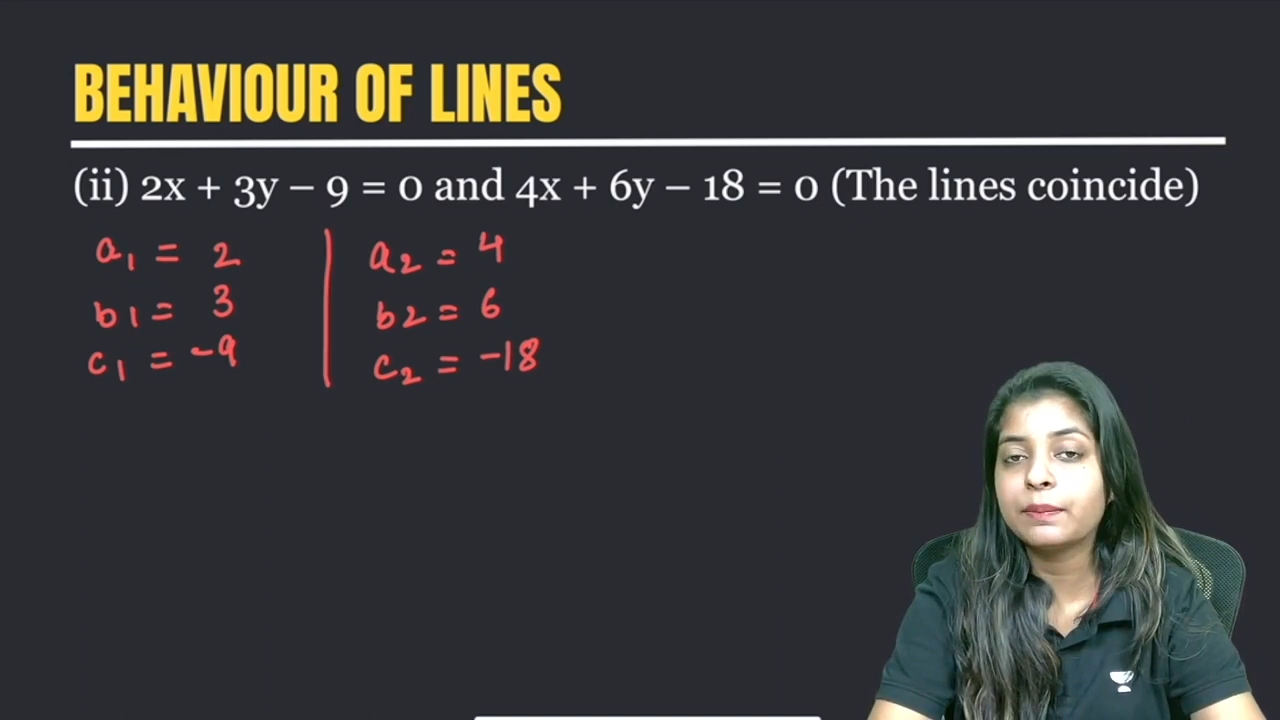 BEHAVIOUR OF LINES
(ii) 2x + 3y – 9 = 0 and 4x + 6y – 18 = 0 (The lines coincide)
a1 = 2
b1 = 3
c1 = -9
a2 = 4
b2 = 6
c2 = -18